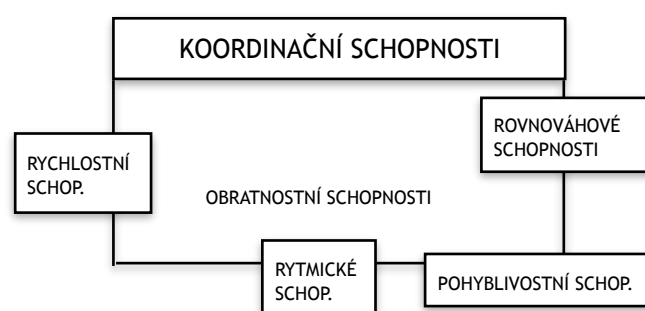 KOORDINAČNÍ SCHOPNOSTI
ROVNOVÁHOVÉ
SCHOPNOSTI
RYCHLOSTNÍ
SCHOP.
OBRATNOSTNÍ SCHOPNOSTI
RYTMICKÉ
SCHOP.
POHYBLIVOSTNÍ SCHOP.